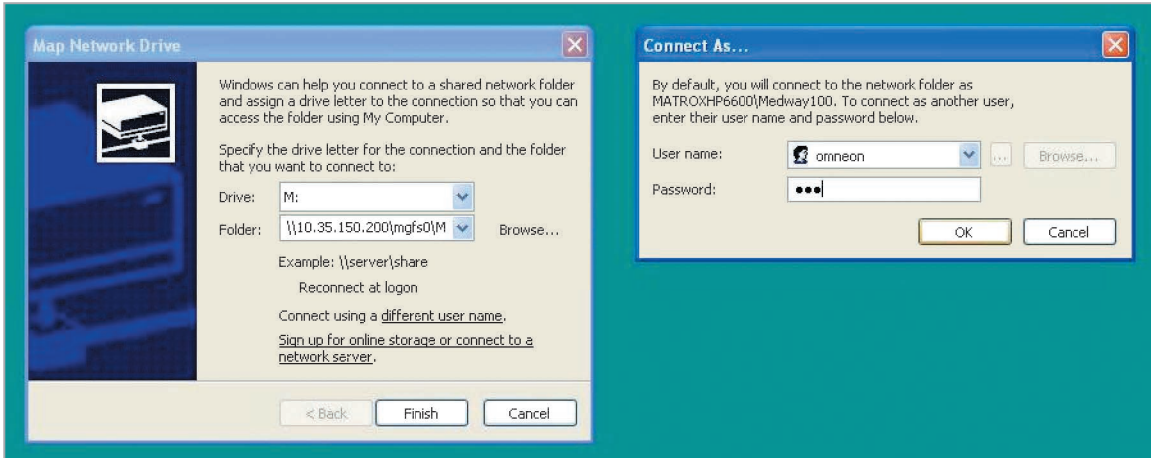 Map Network Drive
Windows can help you connect to a shared network folder
and assign a drive letter to the connection so that you can
access the folder using My Computer.
Specify the drive letter for the connection and the folder
that you want to connect to:
Drive: M:
Folder: \\10.35.150.200\mgfs0\M Browse...
Example: \\server\share
Reconnect at logon
Connect using a different user name.
Sign up for online storage or connect to a
network server.
< Back Finish Cancel
Connect As...
By default, you will connect to the network folder as
MATROXHP6600\Medway100. To connect as another user,
enter their user name and password below.
User name: omneon ... Browse...
Password: ●●●
OK Cancel